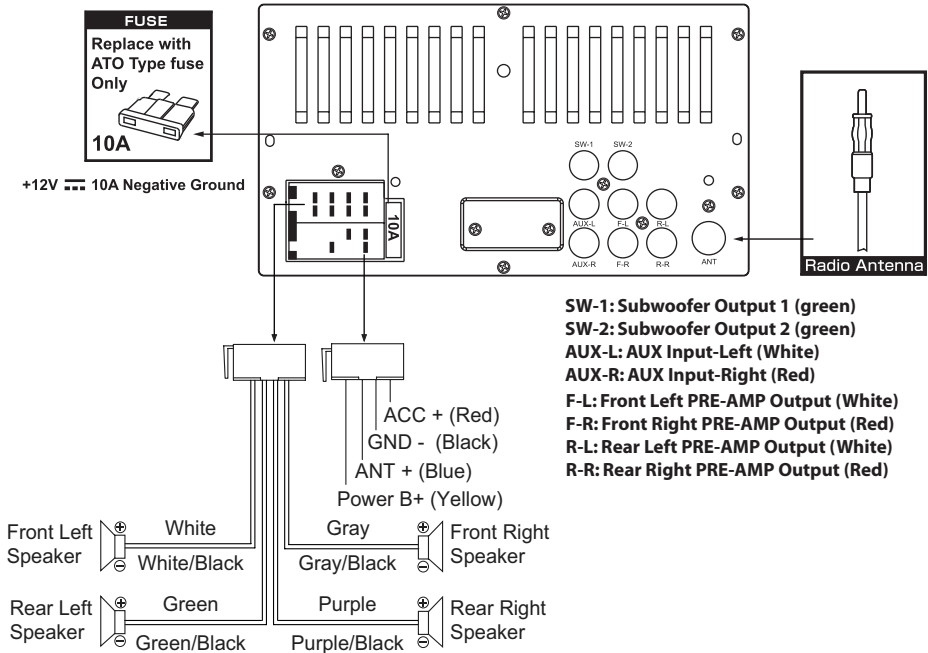 FUSE
Replace with
ATO Type fuse
Only
10A
+12V 10A Negative Ground
10A
SW-1 SW-2
AUX-L F-L R-L
AUX-R F-R R-R ANT
Radio Antenna
SW-1: Subwoofer Output 1 (green)
SW-2: Subwoofer Output 2 (green)
AUX-L: AUX Input-Left (White)
AUX-R: AUX Input-Right (Red)
F-L: Front Left PRE-AMP Output (White)
F-R: Front Right PRE-AMP Output (Red)
R-L: Rear Left PRE-AMP Output (White)
R-R: Rear Right PRE-AMP Output (Red)
ACC + (Red)
GND - (Black)
ANT + (Blue)
Power B+ (Yellow)
Front Left
Speaker
White
White/Black
Gray
Gray/Black
Front Right
Speaker
Rear Left
Speaker
Green
Green/Black
Purple
Purple/Black
Rear Right
Speaker